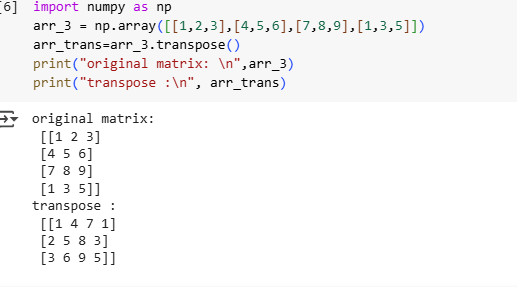 [6] import numpy as np
arr_3 = np.array([[1,2,3],[4,5,6],[7,8,9],[1,3,5]])
arr_trans=arr_3.transpose()
print("original matrix: \n",arr_3)
print("transpose :\n", arr_trans)
original matrix:
[[1 2 3]
[4 5 6]
[7 8 9]
[1 3 5]]
transpose :
[[1 4 7 1]
[2 5 8 3]
[3 6 9 5]]